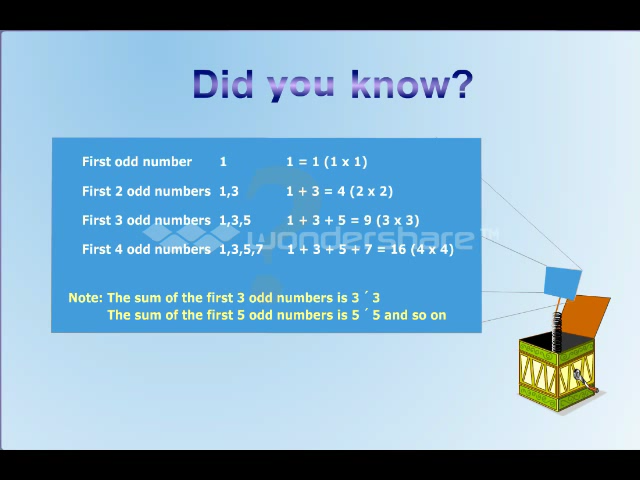 Did you know?
First odd number 1 1 = 1 (1 x 1)
First 2 odd numbers 1,3 1 + 3 = 4 (2 x 2)
First 3 odd numbers 1,3,5 1 + 3 + 5 = 9 (3 x 3)
wondershare™
First 4 odd numbers 1,3,5,7 1 + 3 + 5 + 7 = 16 (4 x 4)
Note: The sum of the first 3 odd numbers is 3 ´ 3
The sum of the first 5 odd numbers is 5 ´ 5 and so on